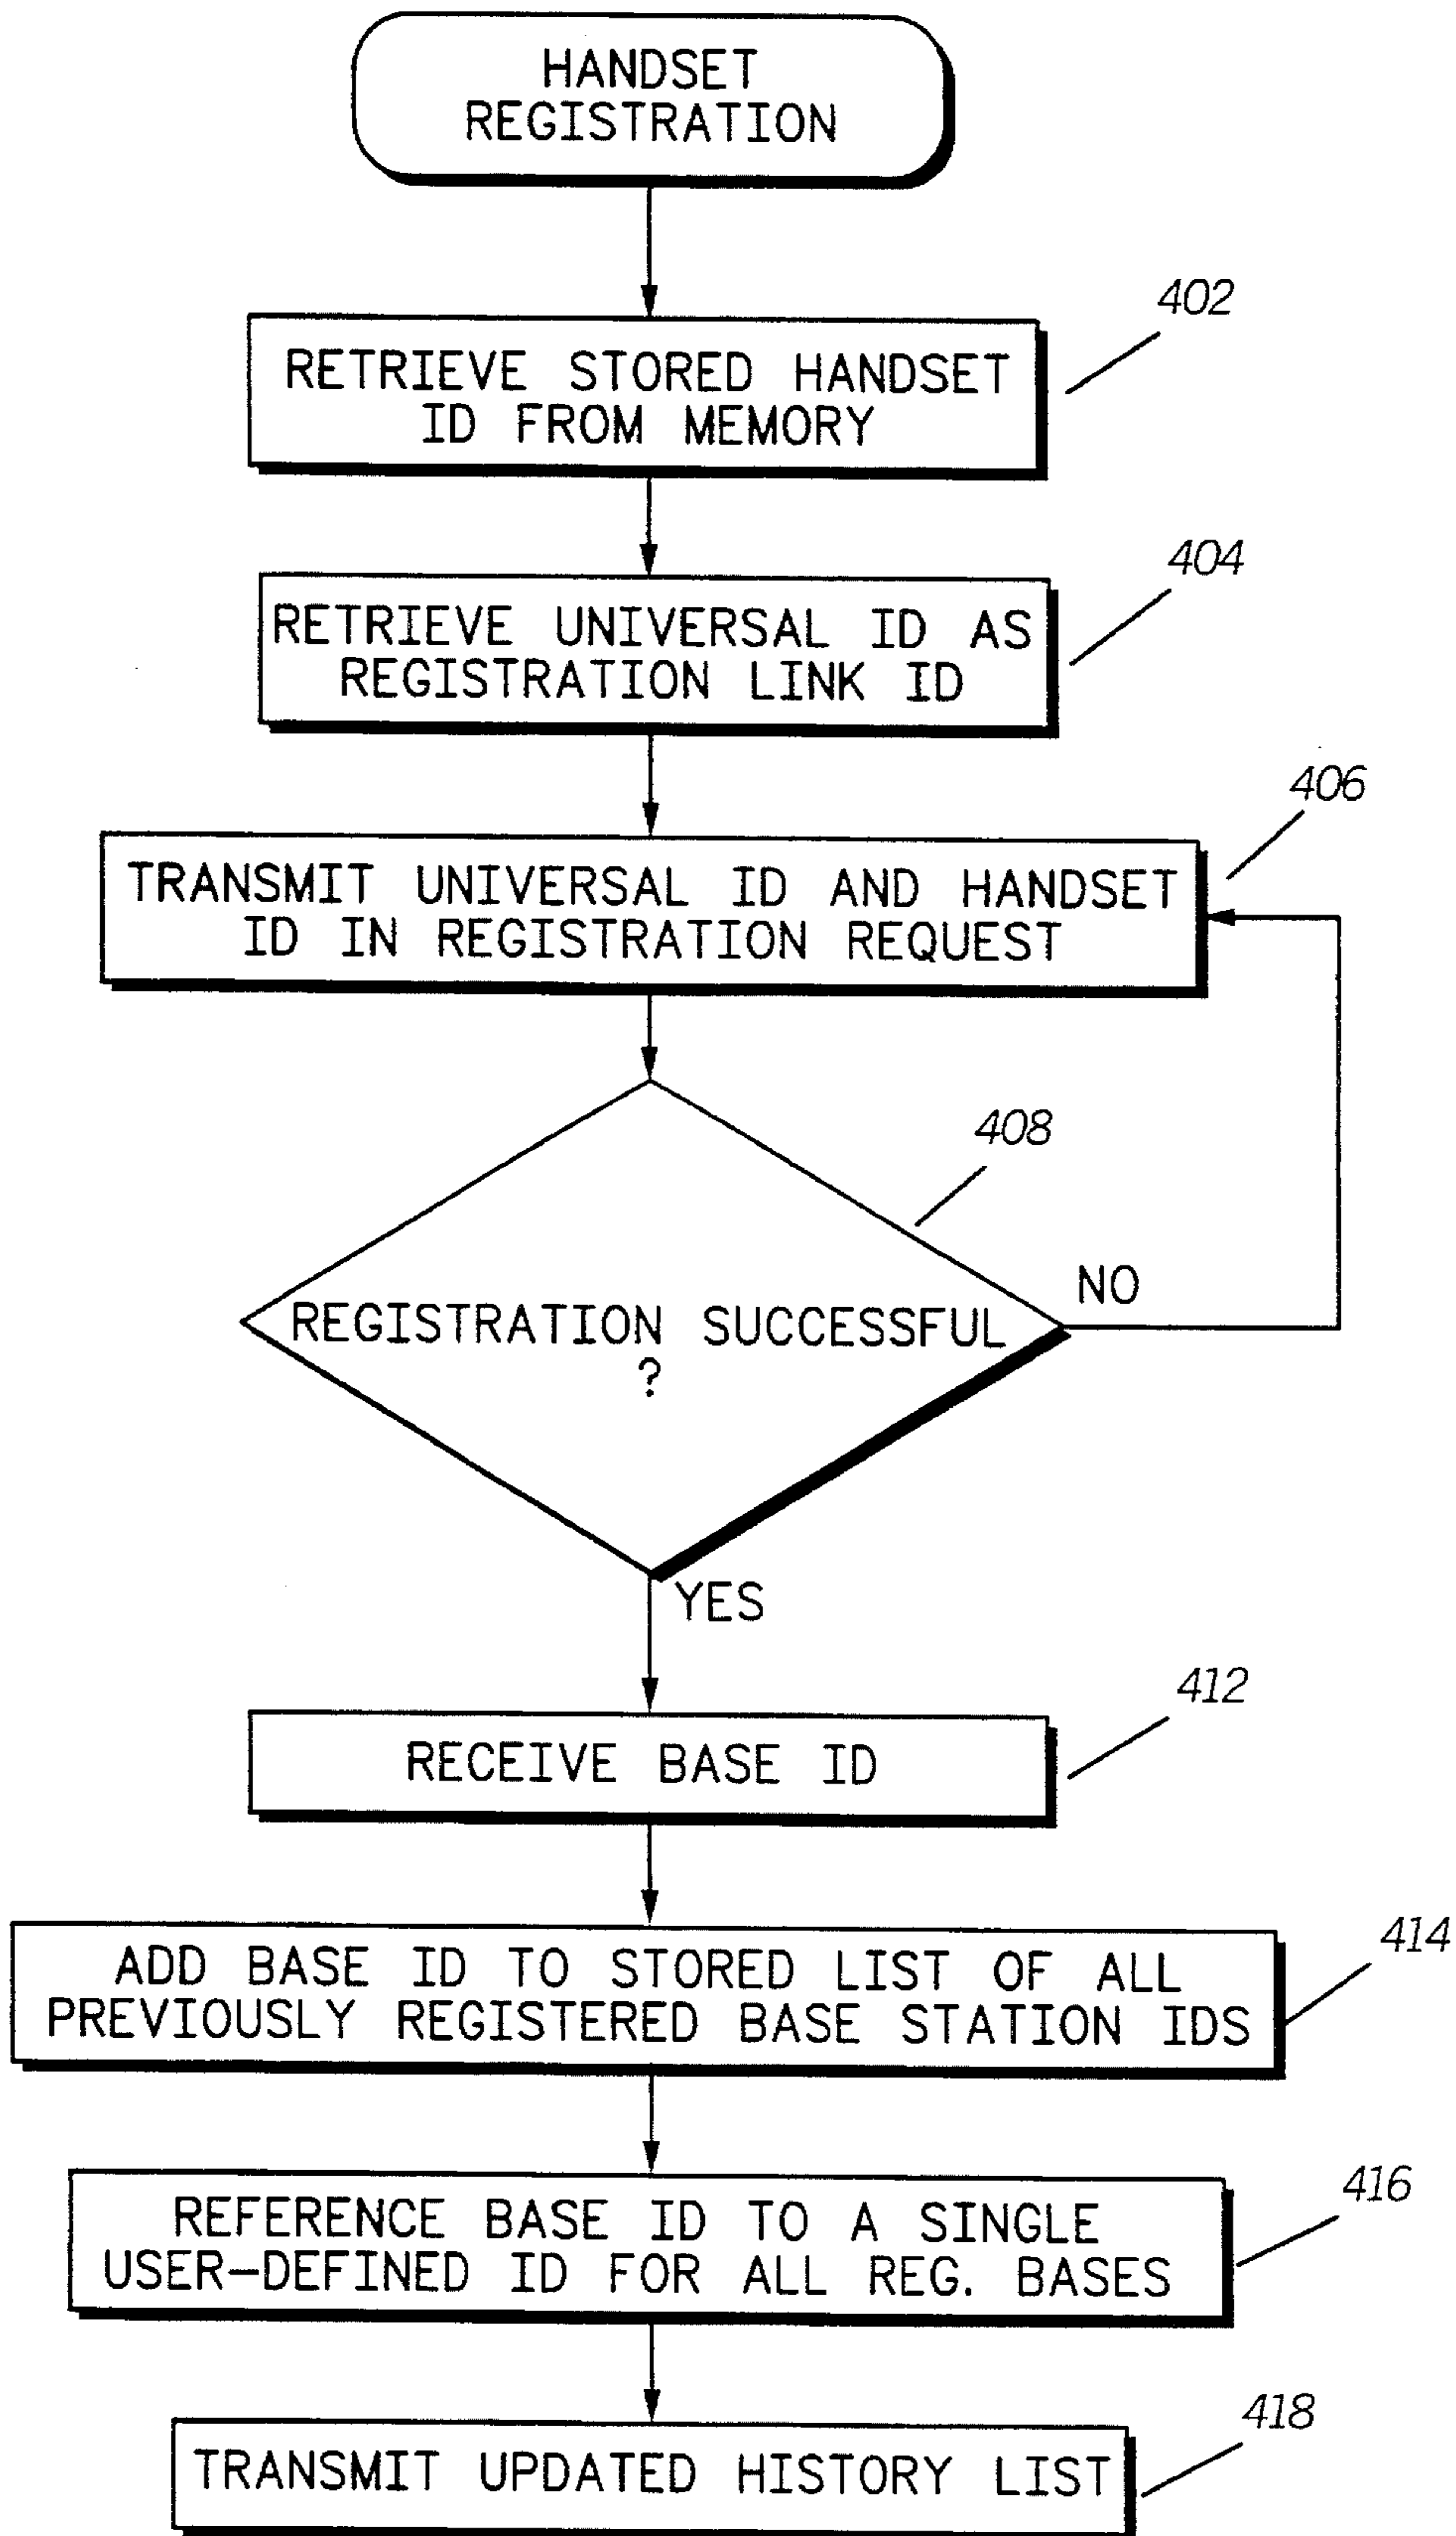 HANDSET
REGISTRATION
402
RETRIEVE STORED HANDSET
ID FROM MEMORY
404
RETRIEVE UNIVERSAL ID AS
REGISTRATION LINK ID
406
TRANSMIT UNIVERSAL ID AND HANDSET
ID IN REGISTRATION REQUEST
408
NO
REGISTRATION SUCCESSFUL
?
YES
412
RECEIVE BASE ID
414
ADD BASE ID TO STORED LIST OF ALL
PREVIOUSLY REGISTERED BASE STATION IDS
416
REFERENCE BASE ID TO A SINGLE
USER-DEFINED ID FOR ALL REG. BASES
418
TRANSMIT UPDATED HISTORY LIST